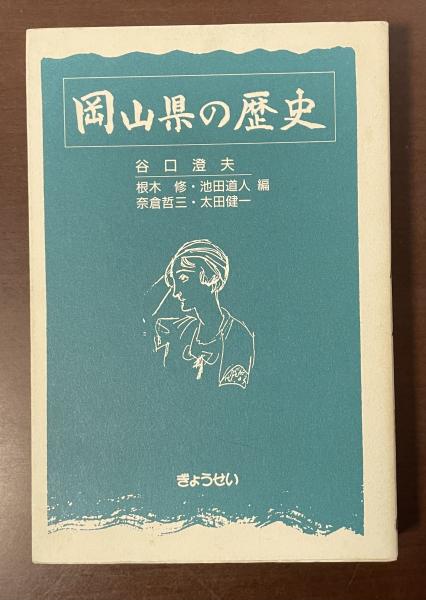 岡山県の歴史
谷口澄夫
根木 修・池田道人 編
奈倉哲三・太田健一
ぎょうせい